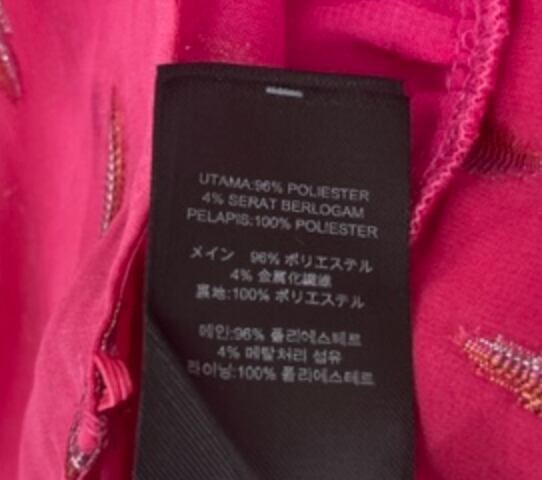 UTAMA:96% POLIESTER
4% SERAT BERLOGAM
PELAPIS:100% POLIESTER
メイン 96% ポリエステル
4% 金属化繊維
裏地:100% ポリエステル
메인:96% 폴리에스테르
4% 메탈처리 섬유
라이닝:100% 폴리에스테르